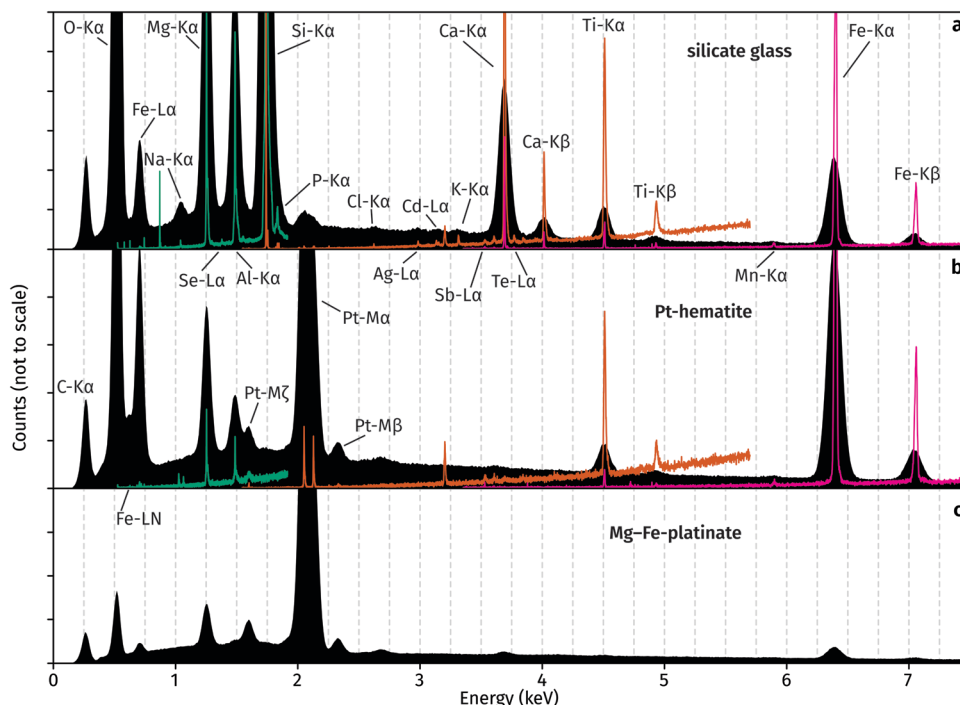 O-Kα
Mg-Kα
Si-Kα
Ca-Kα
Ti-Kα
Fe-Kα
a
silicate glass
Fe-Lα
Na-Kα
P-Kα
Cl-Kα
Cd-Lα
K-Kα
Ca-Kβ
Ti-Kβ
Fe-Kβ
Se-Lα
Al-Kα
Ag-Lα
Sb-Lα
Te-Lα
Mn-Kα
b
Pt-hematite
Pt-Mα
C-Kα
Pt-Mζ
Pt-Mβ
Fe-LN
c
Mg–Fe-platinate
Counts (not to scale)
0 1 2 3 4 5 6 7
Energy (keV)